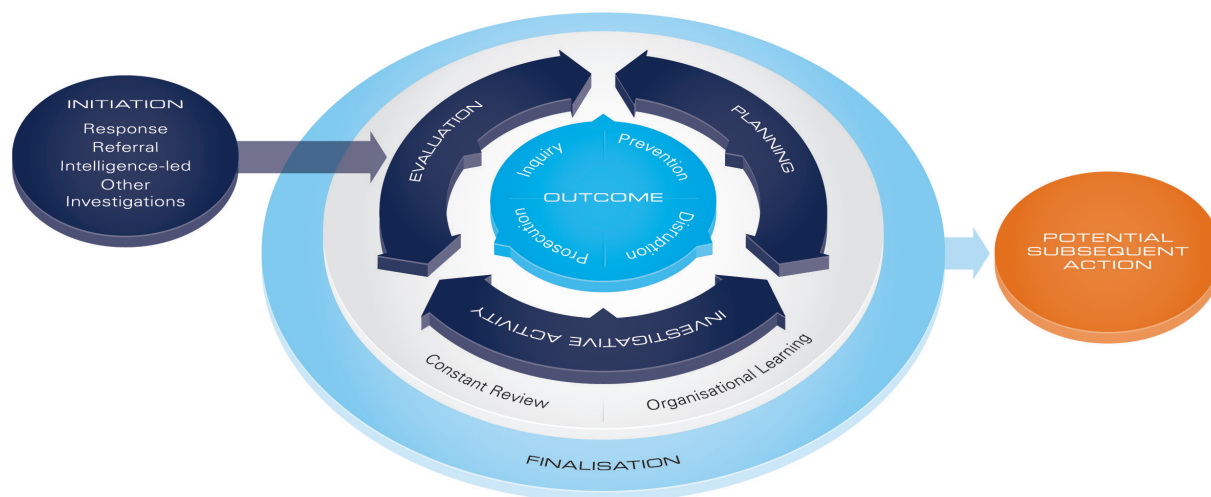 INITIATION
Response
Referral
Intelligence-led
Other
Investigations
EVALUATION
PLANNING
INVESTIGATIVE ACTIVITY
Inquiry
Prevention
OUTCOME
Prosecution
Disruption
Constant Review
Organisational Learning
FINALISATION
POTENTIAL
SUBSEQUENT
ACTION